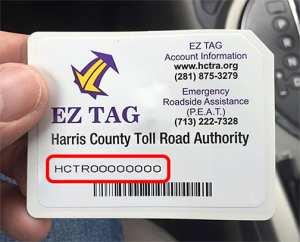 EZ TAG
Account Information
www.hctra.org
(281) 875-3279
Emergency
Roadside Assistance
(P.E.A.T.)
(713) 222-7328
EZ TAG
Harris County Toll Road Authority
HCTR00000000